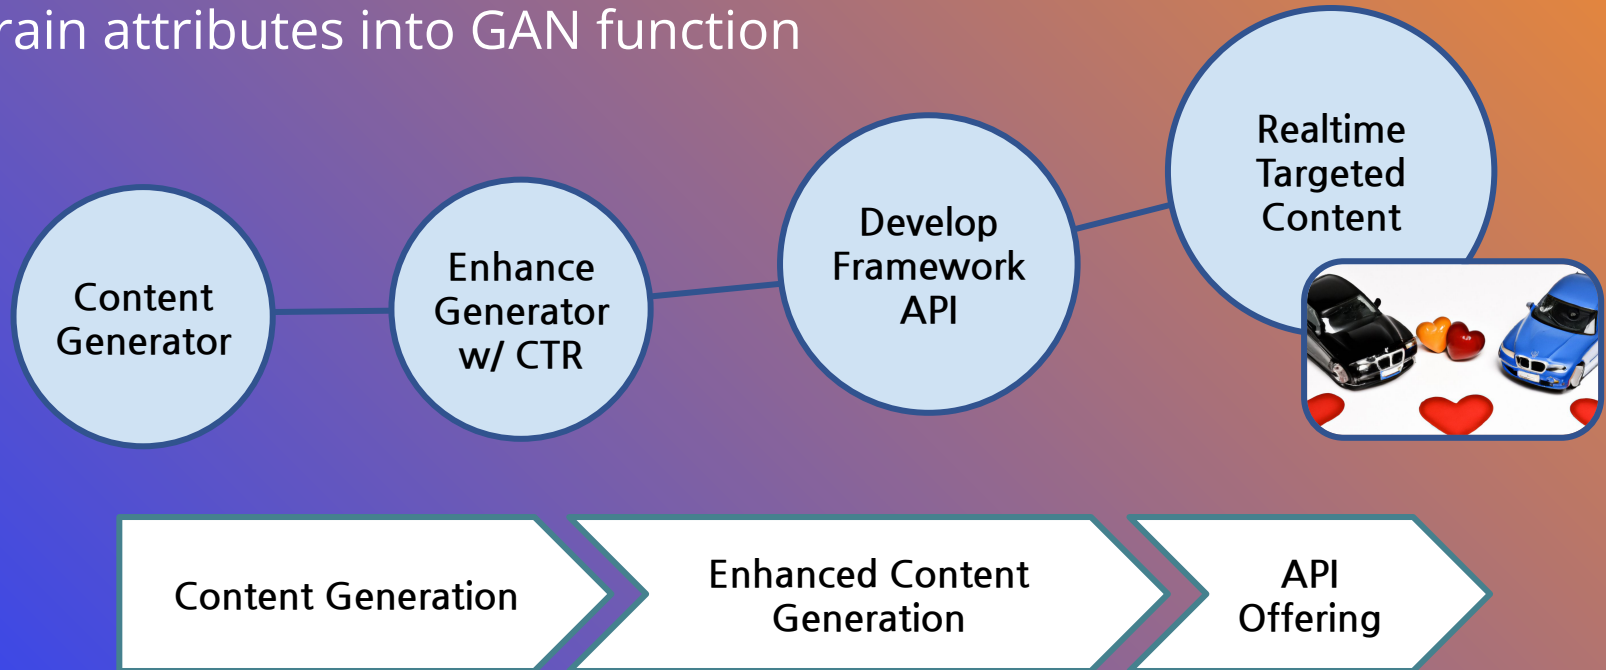 rain attributes into GAN function
Content
Generator
Enhance
Generator
w/ CTR
Develop
Framework
API
Realtime
Targeted
Content
Content Generation
Enhanced Content
Generation
API
Offering